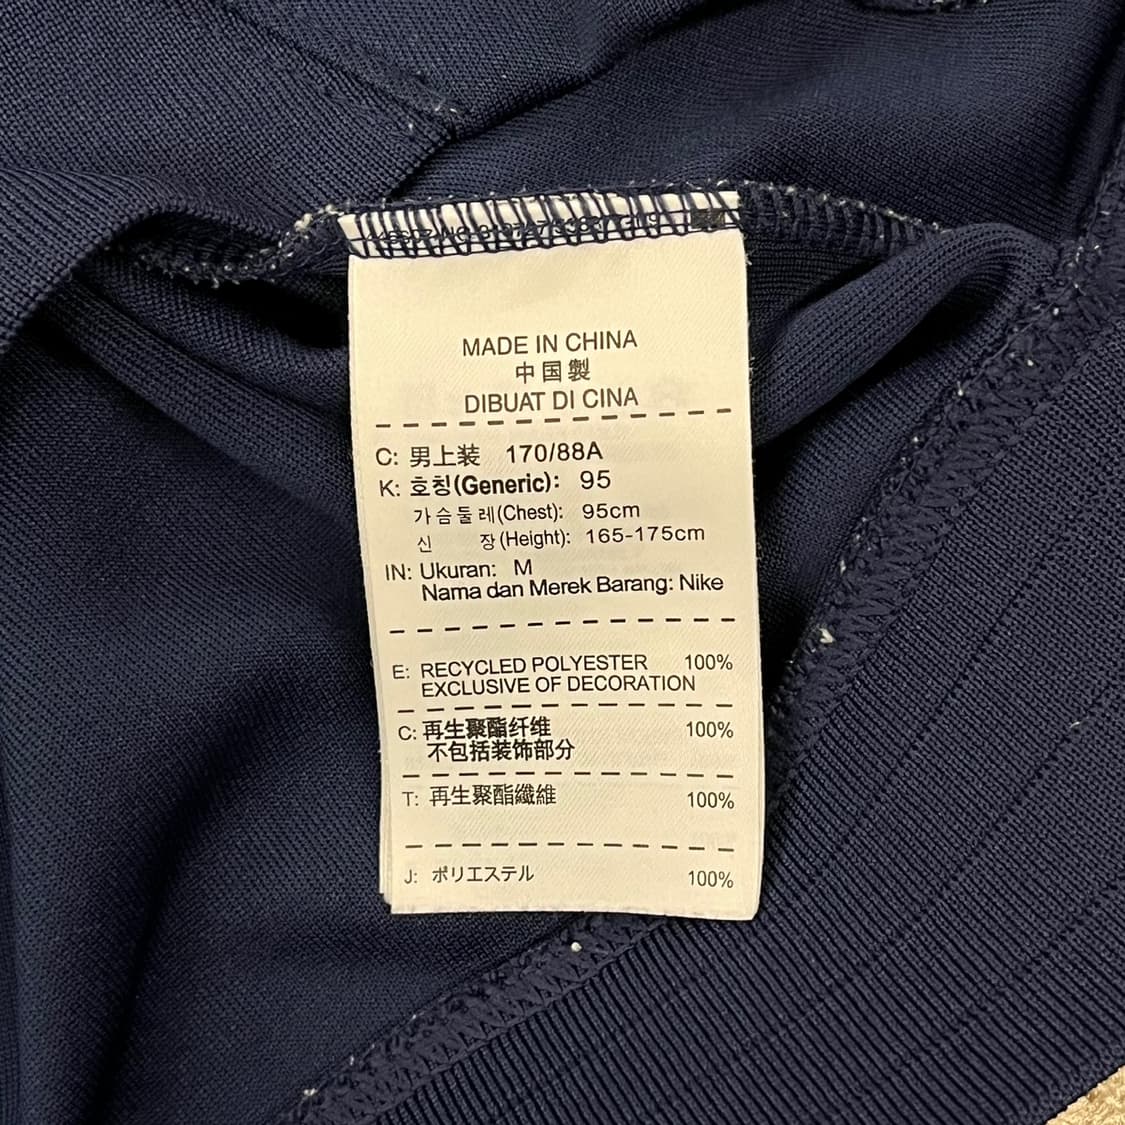 MADE IN CHINA
中国製
DIBUAT DI CINA
C: 男上装 170/88A
K: 호칭(Generic): 95
가슴둘레(Chest): 95cm
신 장(Height): 165-175cm
IN: Ukuran: M
Nama dan Merek Barang: Nike
E: RECYCLED POLYESTER 100%
EXCLUSIVE OF DECORATION
C: 再生聚酯纤维 100%
不包括装饰部分
T: 再生聚酯纖維 100%
J: ポリエステル 100%